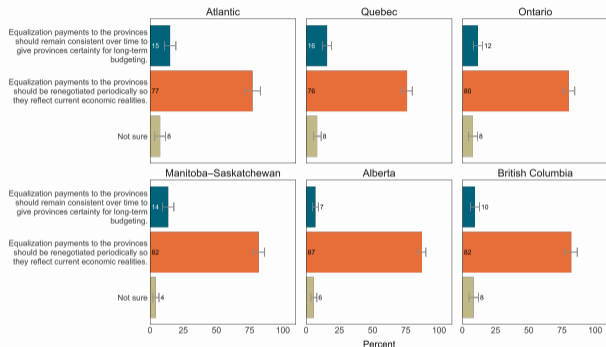 Atlantic
Quebec
Ontario
Equalization payments to the provinces
should remain consistent over time to
give provinces certainty for long-term
budgeting.
15
16
12
Equalization payments to the provinces
should be renegotiated periodically so
they reflect current economic realities.
77
76
80
Not sure
8
8
8
Manitoba–Saskatchewan
Alberta
British Columbia
Equalization payments to the provinces
should remain consistent over time to
give provinces certainty for long-term
budgeting.
14
7
10
Equalization payments to the provinces
should be renegotiated periodically so
they reflect current economic realities.
82
87
82
Not sure
4
6
8
0 25 50 75 100
0 25 50 75 100
0 25 50 75 100
Percent